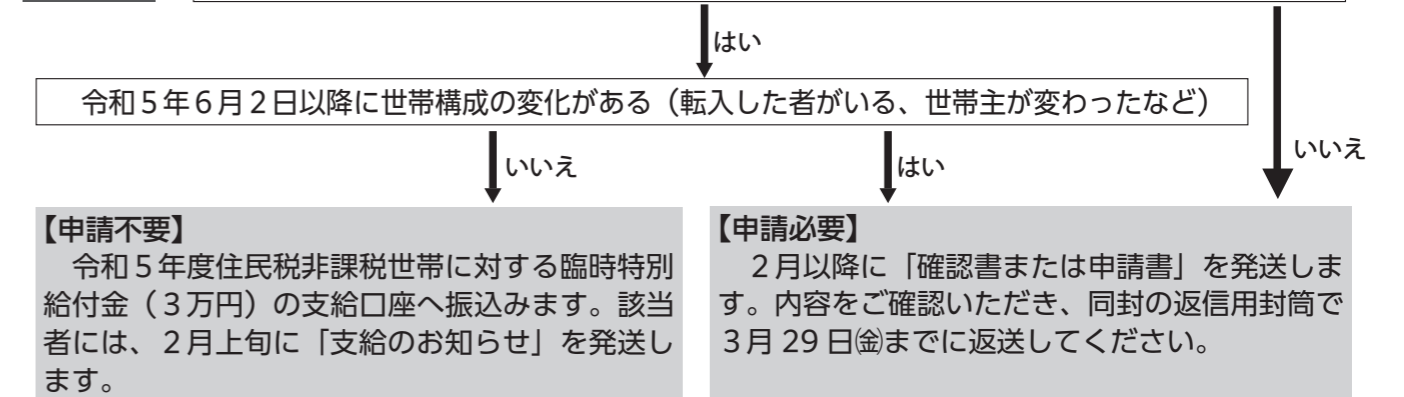 はい
令和５年６月２日以降に世帯構成の変化がある（転入した者がいる、世帯主が変わったなど）
いいえ
はい
いいえ
【申請不要】
令和５年度住民税非課税世帯に対する臨時特別
給付金（３万円）の支給口座へ振込みます。該当
者には、２月上旬に「支給のお知らせ」を発送し
ます。
【申請必要】
２月以降に「確認書または申請書」を発送しま
す。内容をご確認いただき、同封の返信用封筒で
３月 29 日㈮までに返送してください。